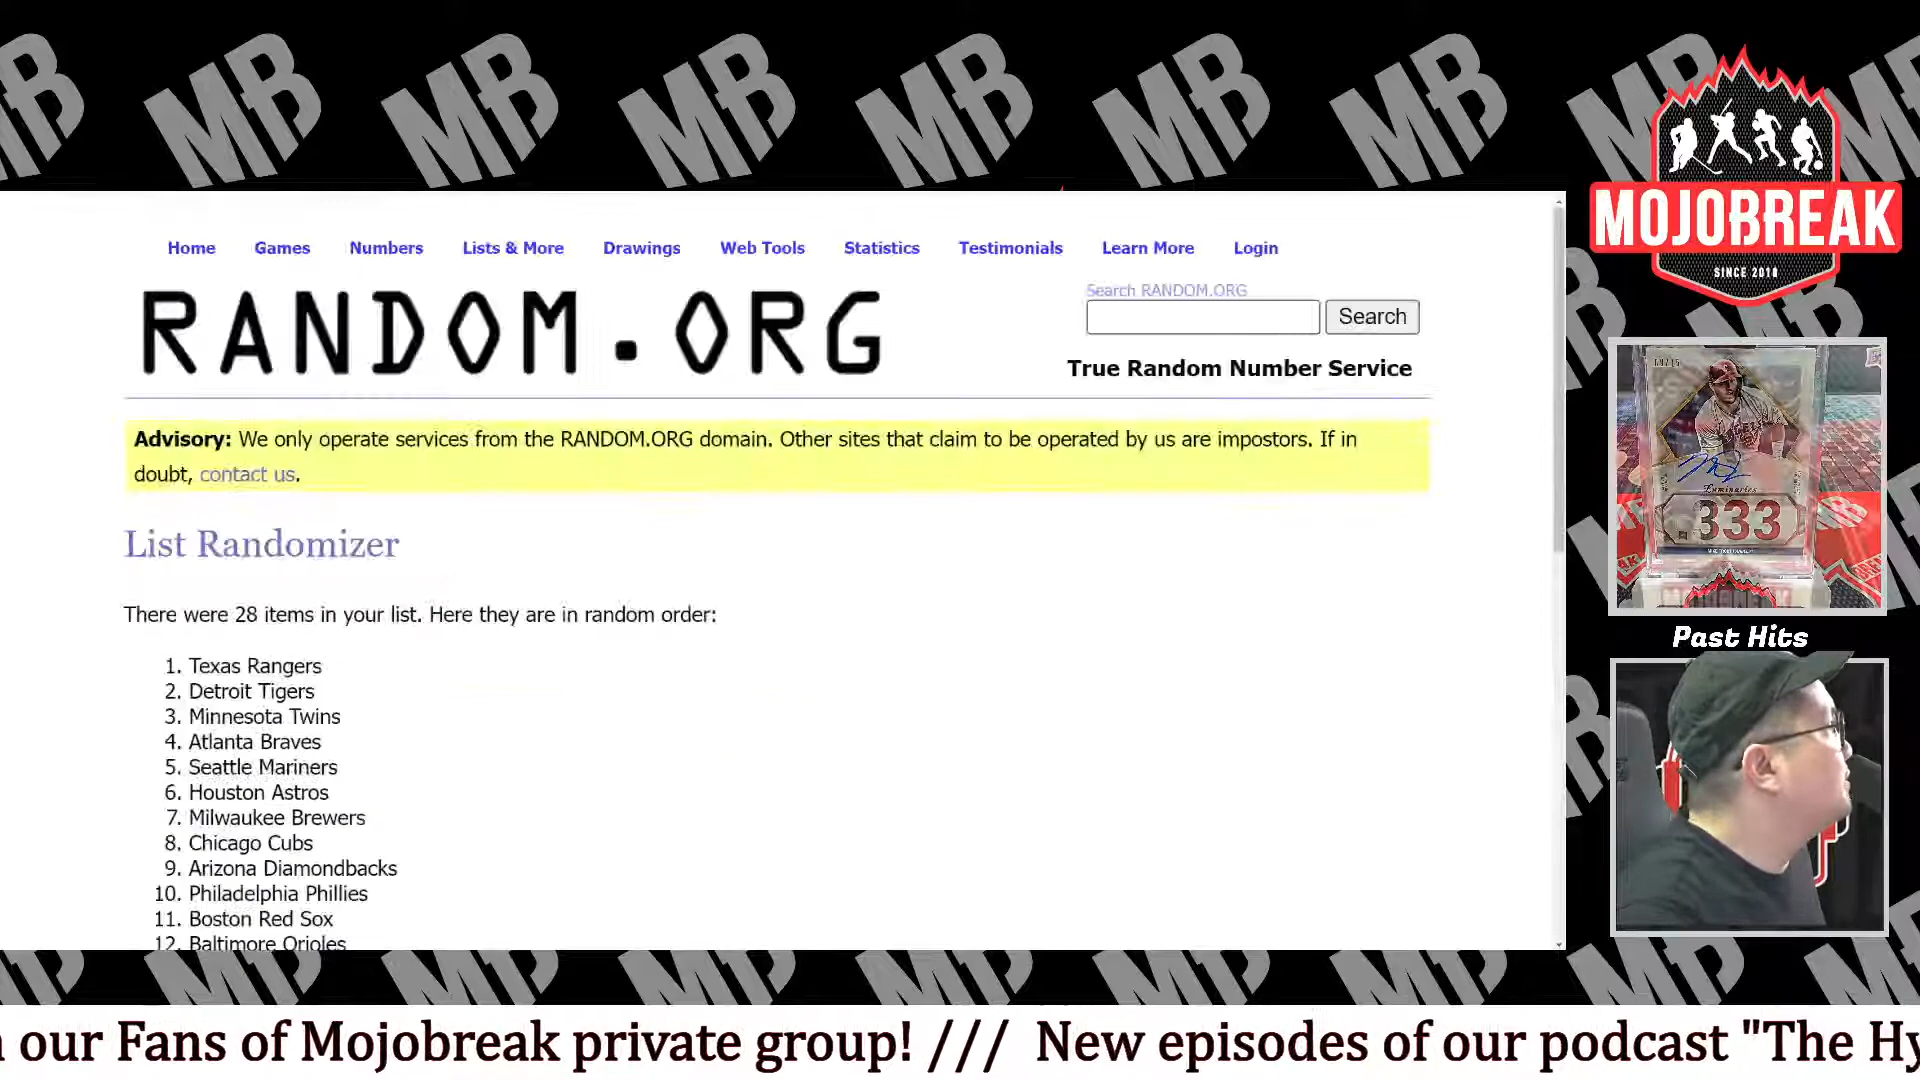 MB MB MB MB MB MB MB MB
MOJOBREAK
SINCE 2010
Home Games Numbers Lists & More Drawings Web Tools Statistics Testimonials Learn More Login
RANDOM.ORG
Search RANDOM.ORG
Search
True Random Number Service
Advisory: We only operate services from the RANDOM.ORG domain. Other sites that claim to be operated by us are impostors. If in
doubt, contact us.
List Randomizer
There were 28 items in your list. Here they are in random order:
1. Texas Rangers
2. Detroit Tigers
3. Minnesota Twins
4. Atlanta Braves
5. Seattle Mariners
6. Houston Astros
7. Milwaukee Brewers
8. Chicago Cubs
9. Arizona Diamondbacks
10. Philadelphia Phillies
11. Boston Red Sox
12. Baltimore Orioles
Luminaries
333
Past Hits
our Fans of Mojobreak private group! /// New episodes of our podcast "The Hy